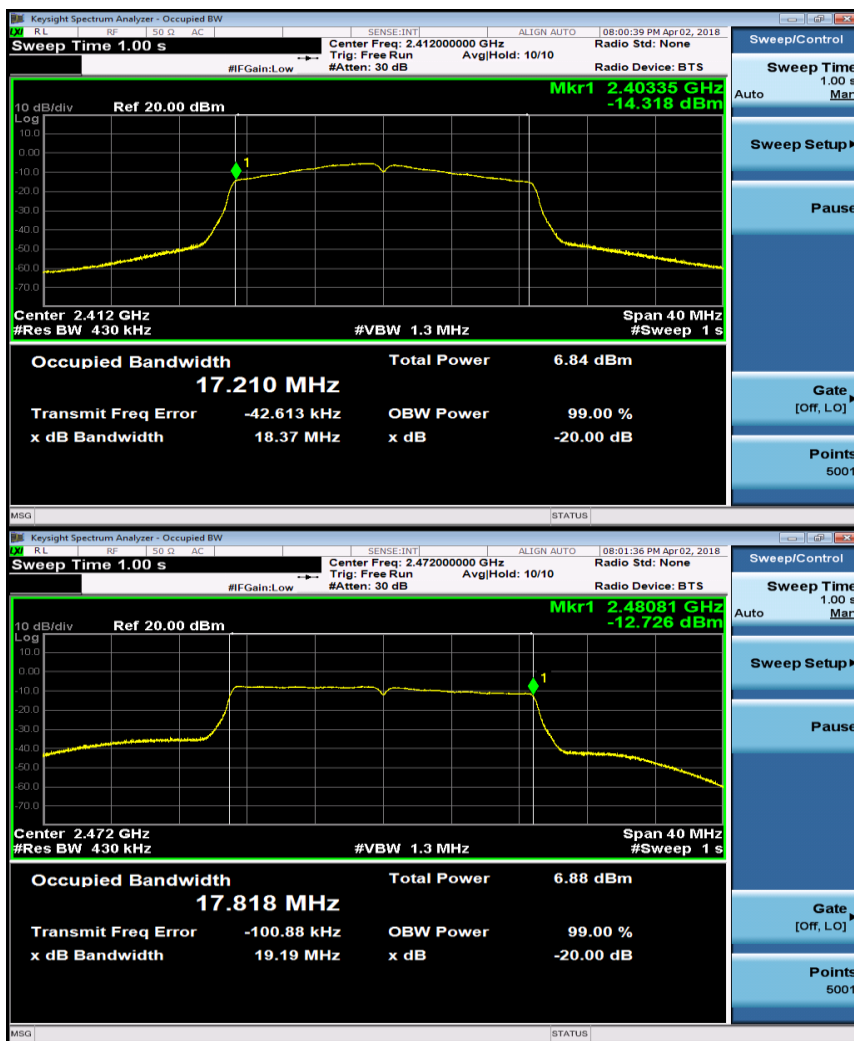 Keysight Spectrum Analyzer - Occupied BW
LXI RL RF 50 Ω AC SENSE:INT ALIGN AUTO 08:00:39 PM Apr 02, 2018
Sweep Time 1.00 s Center Freq: 2.412000000 GHz Radio Std: None
Trig: Free Run Avg|Hold: 10/10
#IFGain:Low #Atten: 30 dB Radio Device: BTS
Mkr1 2.40335 GHz
-14.318 dBm
10 dB/div Ref 20.00 dBm
Log
10.0
0.00
-10.0
-20.0
-30.0
-40.0
-50.0
-60.0
-70.0
1
Center 2.412 GHz Span 40 MHz
#Res BW 430 kHz #VBW 1.3 MHz #Sweep 1 s
Occupied Bandwidth Total Power 6.84 dBm
17.210 MHz
Transmit Freq Error -42.613 kHz OBW Power 99.00 %
x dB Bandwidth 18.37 MHz x dB -20.00 dB
MSG STATUS
Sweep/Control
Sweep Time
1.00 s
Auto Man
Sweep Setup
Pause
Gate
[Off, LO]
Points
5001
Keysight Spectrum Analyzer - Occupied BW
LXI RL RF 50 Ω AC SENSE:INT ALIGN AUTO 08:01:36 PM Apr 02, 2018
Sweep Time 1.00 s Center Freq: 2.472000000 GHz Radio Std: None
Trig: Free Run Avg|Hold: 10/10
#IFGain:Low #Atten: 30 dB Radio Device: BTS
Mkr1 2.48081 GHz
-12.726 dBm
10 dB/div Ref 20.00 dBm
Log
10.0
0.00
-10.0
-20.0
-30.0
-40.0
-50.0
-60.0
-70.0
1
Center 2.472 GHz Span 40 MHz
#Res BW 430 kHz #VBW 1.3 MHz #Sweep 1 s
Occupied Bandwidth Total Power 6.88 dBm
17.818 MHz
Transmit Freq Error -100.88 kHz OBW Power 99.00 %
x dB Bandwidth 19.19 MHz x dB -20.00 dB
MSG STATUS
Sweep/Control
Sweep Time
1.00 s
Auto Man
Sweep Setup
Pause
Gate
[Off, LO]
Points
5001